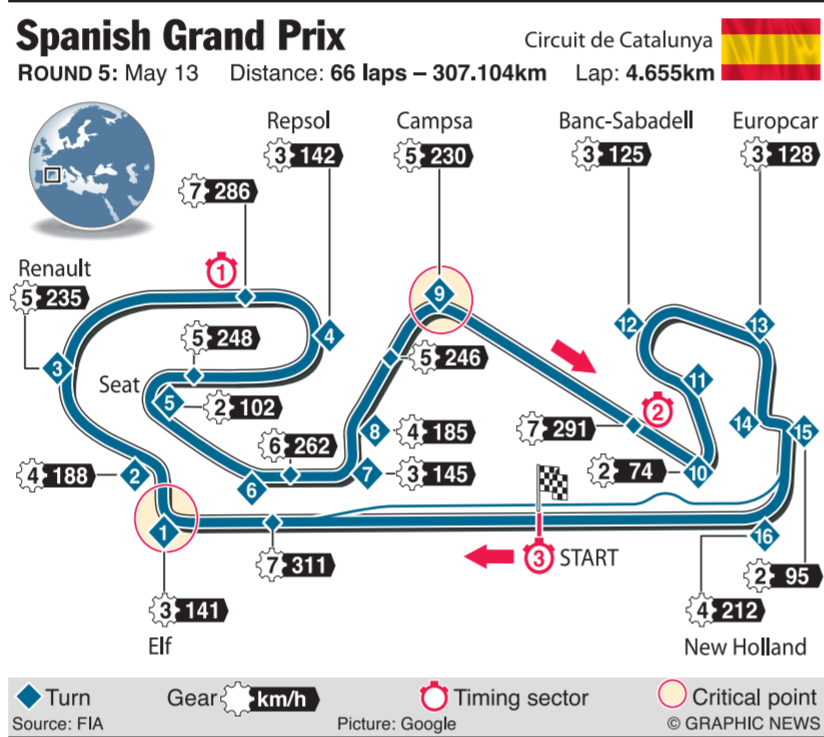 Spanish Grand Prix
Circuit de Catalunya
ROUND 5: May 13 Distance: 66 laps – 307.104km Lap: 4.655km
Repsol
3 142
Campsa
5 230
Banc-Sabadell
3 125
Europcar
3 128
7 286
Renault
5 235
1
9
12
13
3
4
5 248
5 246
Seat
5
2 102
11
2
7 291
14
15
8
4 185
6 262
4 188
2
6
7
3 145
2 74
10
1
3 START
16
7 311
2 95
3 141
4 212
Elf
New Holland
Turn
Gear km/h
Timing sector
Critical point
Source: FIA
Picture: Google
© GRAPHIC NEWS